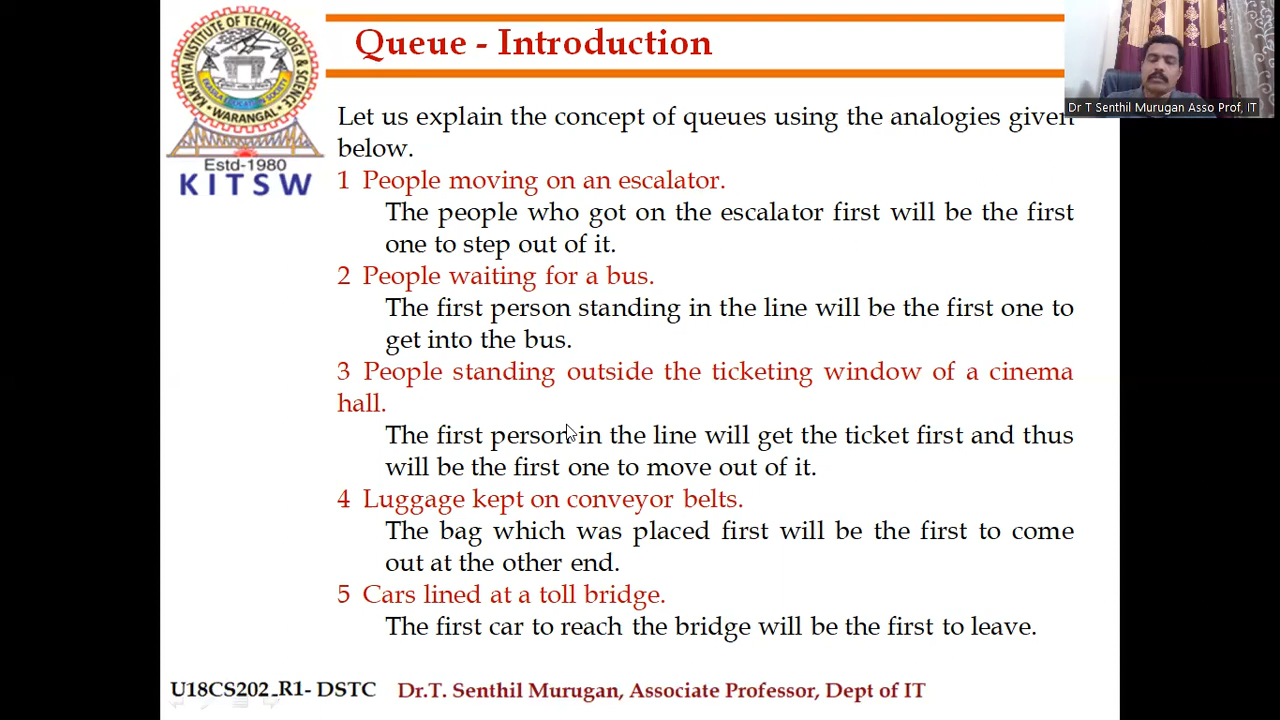 Queue - Introduction
Dr T Senthil Murugan Asso Prof, IT
KAKATIYA INSTITUTE OF TECHNOLOGY & SCIENCE
WARANGAL
Estd-1980
KITSW
Let us explain the concept of queues using the analogies given
below.
1 People moving on an escalator.
The people who got on the escalator first will be the first
one to step out of it.
2 People waiting for a bus.
The first person standing in the line will be the first one to
get into the bus.
3 People standing outside the ticketing window of a cinema
hall.
The first person in the line will get the ticket first and thus
will be the first one to move out of it.
4 Luggage kept on conveyor belts.
The bag which was placed first will be the first to come
out at the other end.
5 Cars lined at a toll bridge.
The first car to reach the bridge will be the first to leave.
U18CS202 -R1- DSTC Dr.T. Senthil Murugan, Associate Professor, Dept of IT